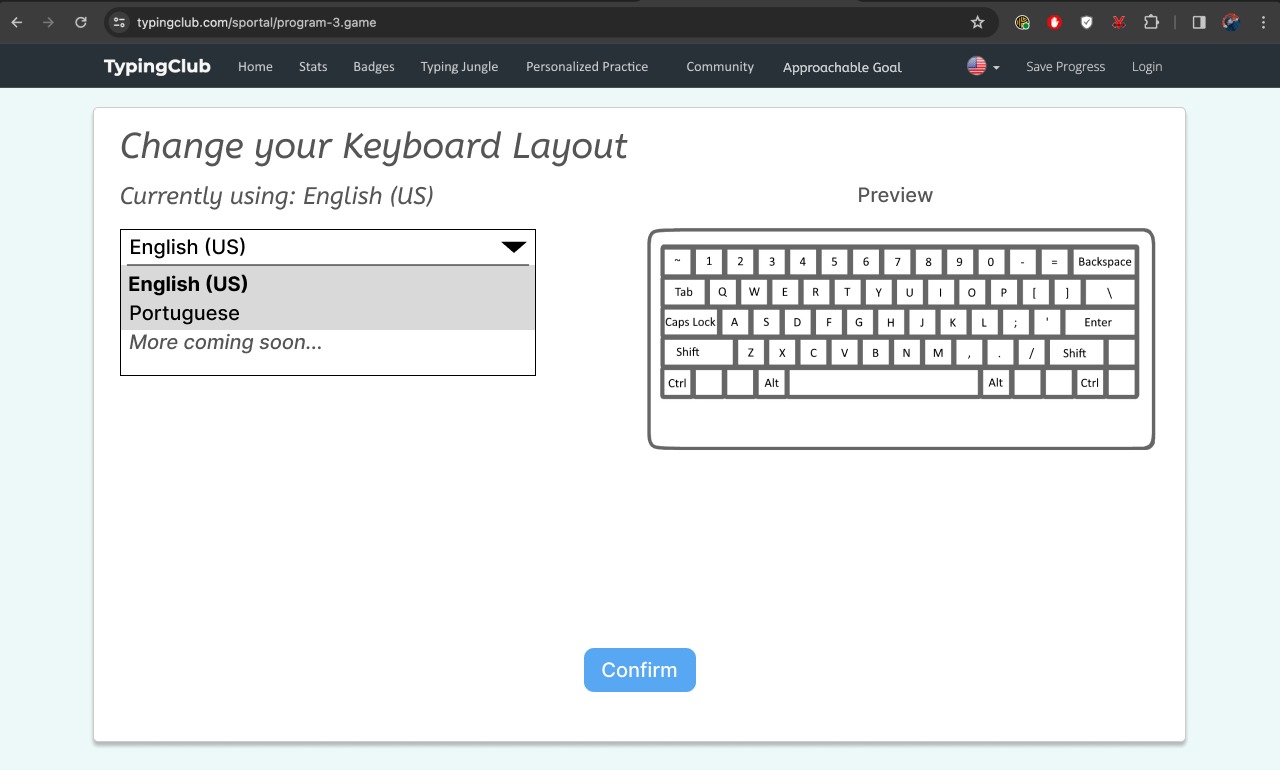 typingclub.com/sportal/program-3.game
TypingClub Home Stats Badges Typing Jungle Personalized Practice Community Approachable Goal Save Progress Login
Change your Keyboard Layout
Currently using: English (US)
Preview
English (US)
English (US)
Portuguese
More coming soon...
~ 1 2 3 4 5 6 7 8 9 0 - = Backspace
Tab Q W E R T Y U I O P [ ] \
Caps Lock A S D F G H J K L ; ' Enter
Shift Z X C V B N M , . / Shift
Ctrl Alt Alt Ctrl
Confirm